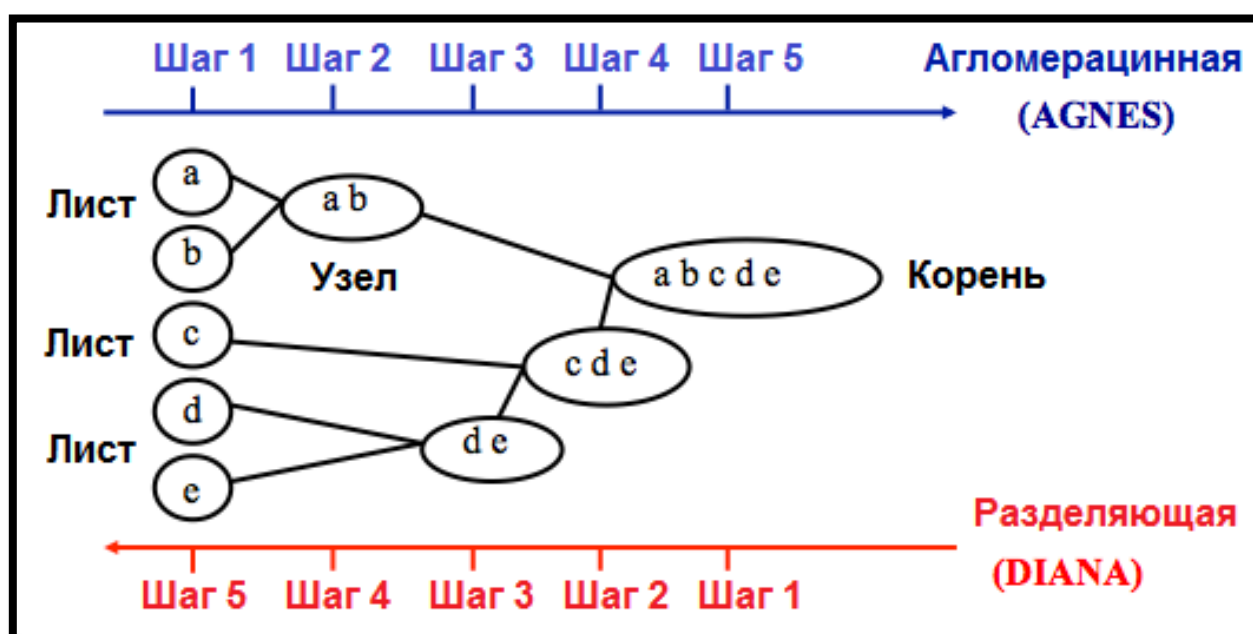 Шаг 1 Шаг 2 Шаг 3 Шаг 4 Шаг 5 Агломерацинная
(AGNES)
a
Лист
a b
b
Узел
a b c d e
Корень
Лист
c
c d e
d
Лист
d e
e
Разделяющая
(DIANA)
Шаг 5 Шаг 4 Шаг 3 Шаг 2 Шаг 1